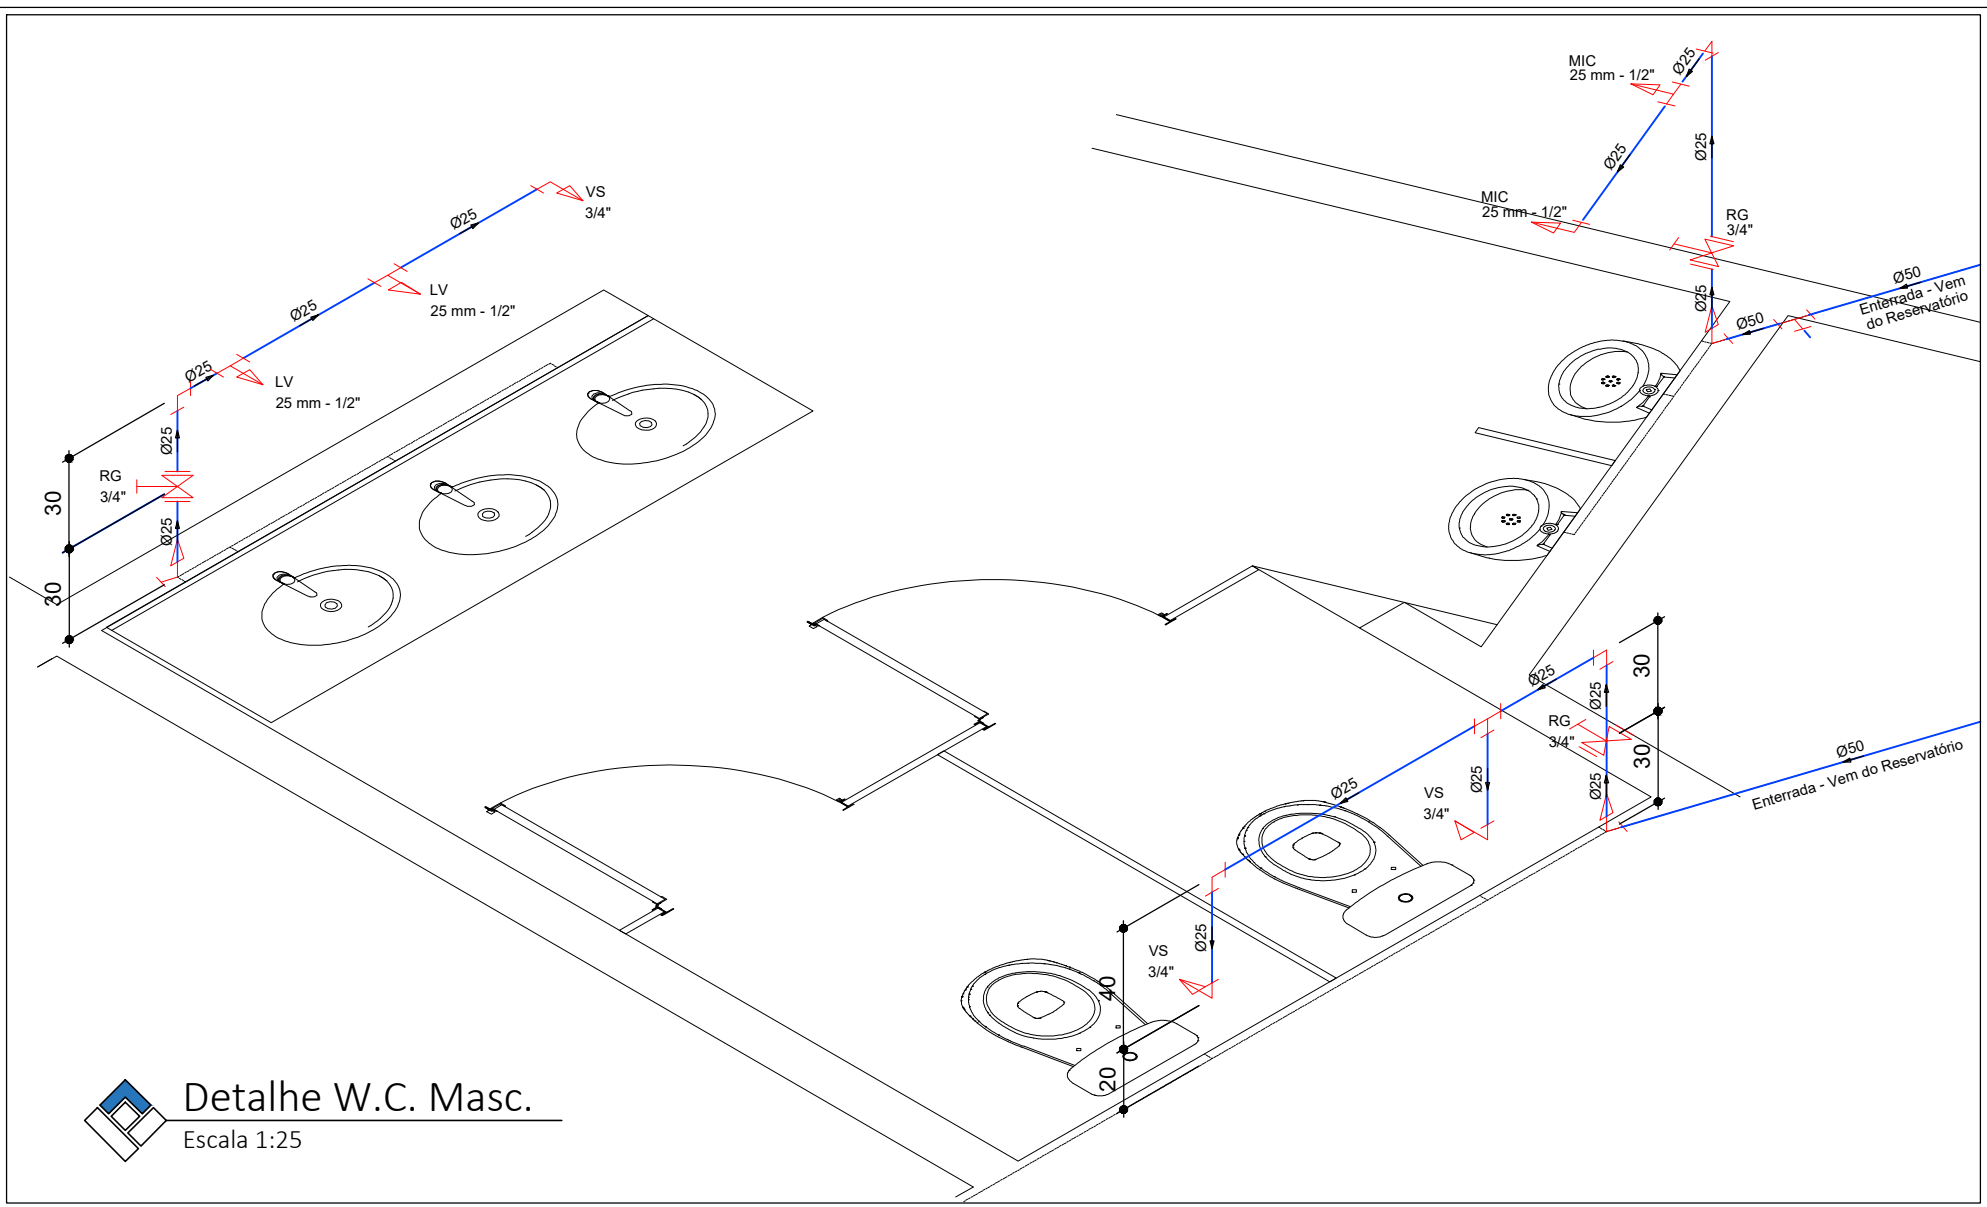 MIC
25 mm - 1/2"
Ø25
Ø25
Ø25
MIC
25 mm - 1/2"
RG
3/4"
Ø25
Ø50
Enterrada - Vem
do Reservatório
Ø50
VS
3/4"
Ø25
LV
25 mm - 1/2"
Ø25
LV
25 mm - 1/2"
Ø25
Ø25
RG
3/4"
Ø25
30
30
Ø25
Ø25
RG
3/4"
Ø25
30
30
Ø50
Enterrada - Vem do Reservatório
Ø25
Ø25
VS
3/4"
Ø25
VS
3/4"
40
20
Detalhe W.C. Masc.
Escala 1:25